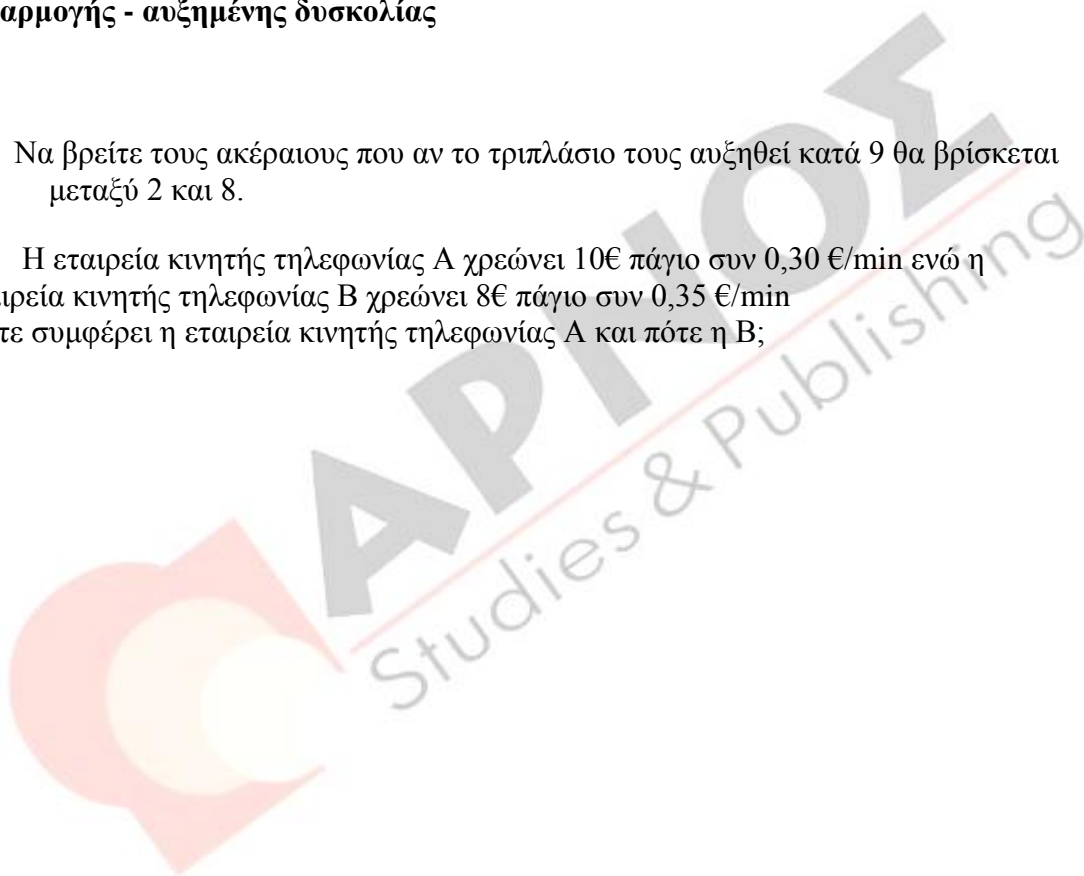 αρμογής - αυξημένης δυσκολίας
Να βρείτε τους ακέραιους που αν το τριπλάσιο τους αυξηθεί κατά 9 θα βρίσκεται
μεταξύ 2 και 8.
Η εταιρεία κινητής τηλεφωνίας Α χρεώνει 10€ πάγιο συν 0,30 €/min ενώ η
αιρεία κινητής τηλεφωνίας Β χρεώνει 8€ πάγιο συν 0,35 €/min
τε συμφέρει η εταιρεία κινητής τηλεφωνίας Α και πότε η Β;
ΑΡΝΟΣ
Studies & Publishing